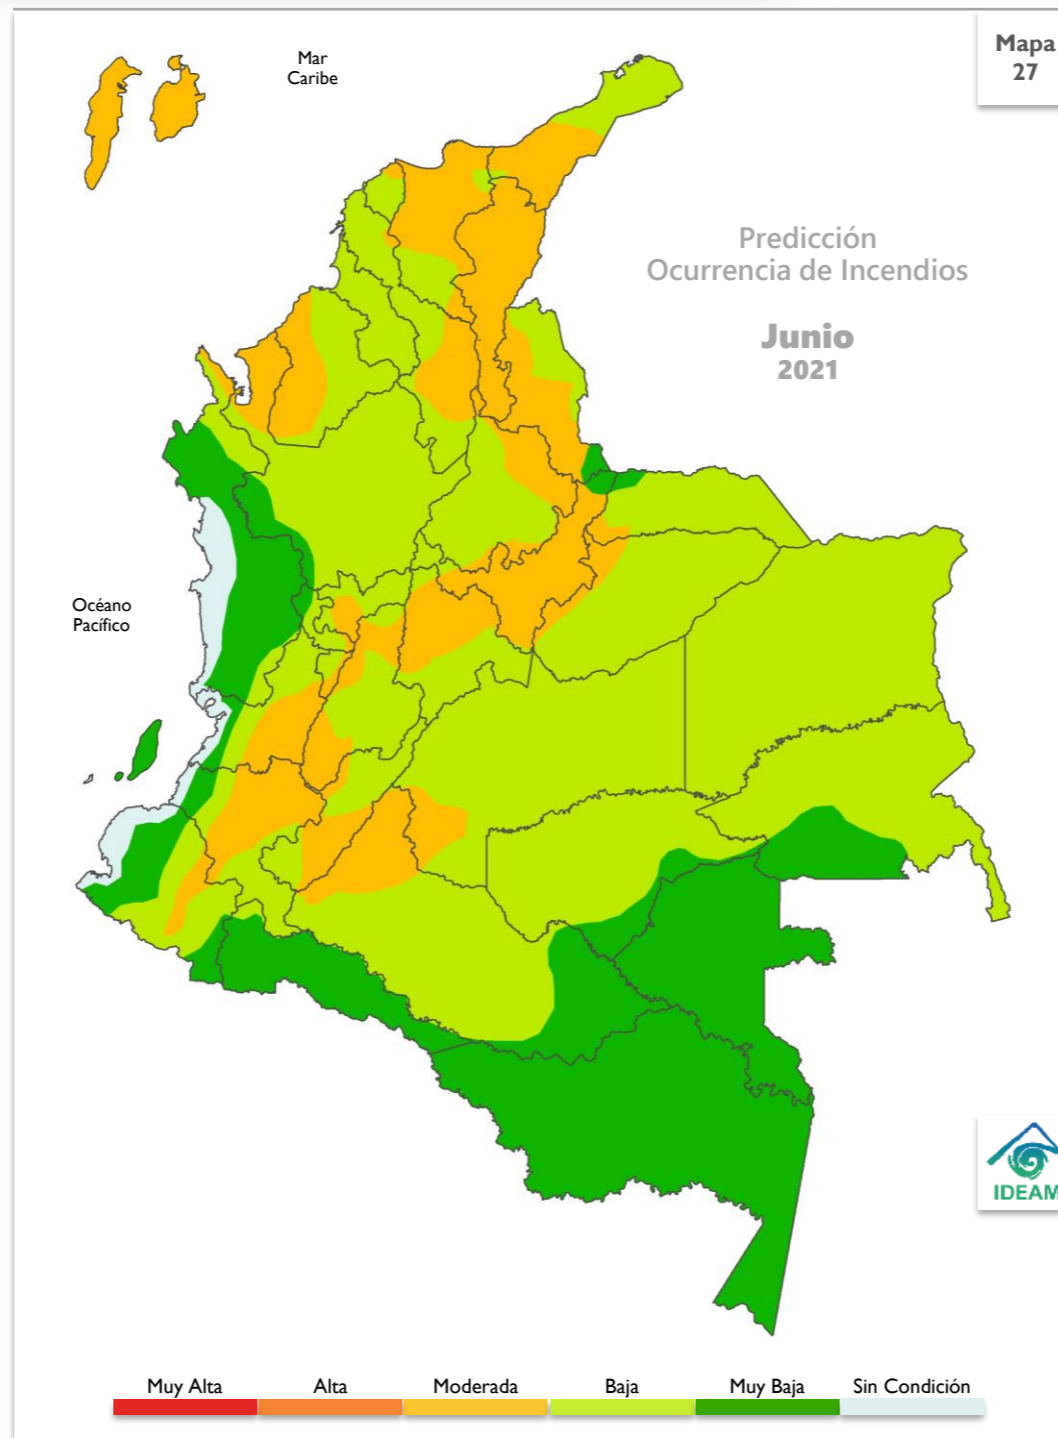 Mapa
27
Mar
Caribe
Predicción
Ocurrencia de Incendios
Junio
2021
Océano
Pacífico
IDEAM
Muy Alta
Alta
Moderada
Baja
Muy Baja
Sin Condición